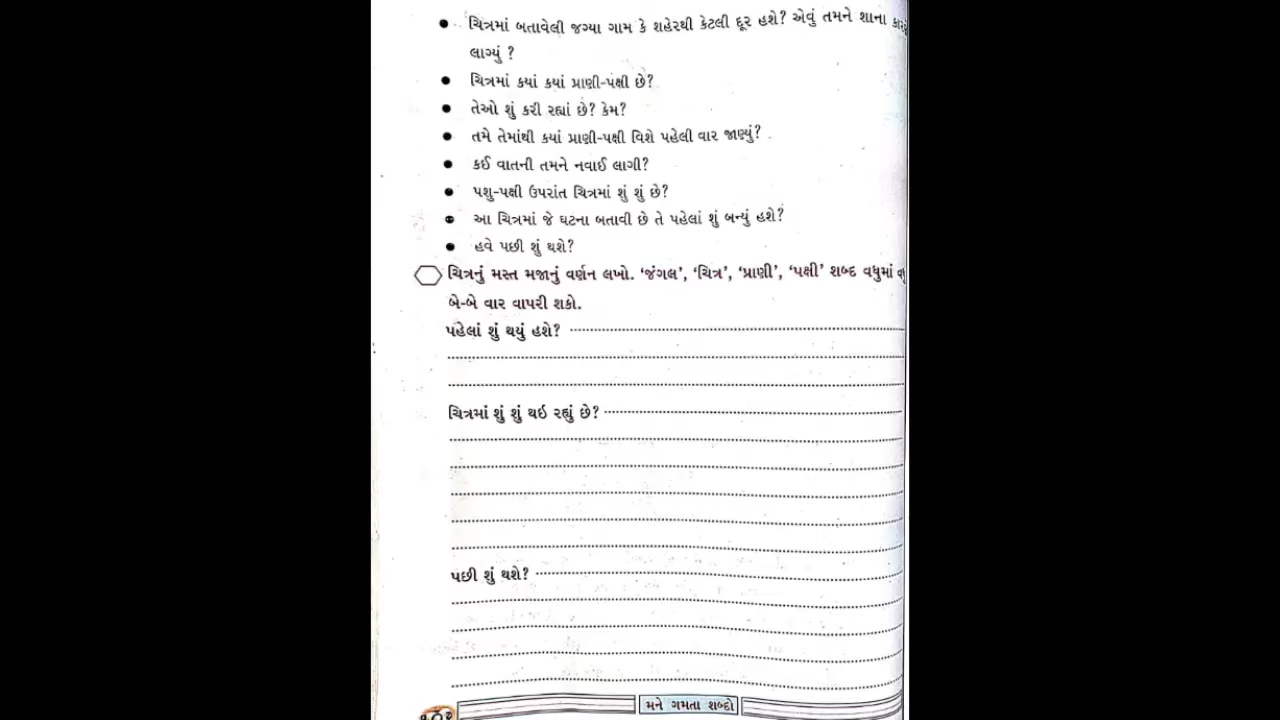 ● ચિત્રમાં બતાવેલી જગ્યા ગામ કે શહેરથી કેટલી દૂર હશે? એવું તમને શાના
લાગ્યું ?
● ચિત્રમાં કયાં કયાં પ્રાણી-પક્ષી છે?
● તેઓ શું કરી રહ્યાં છે? કેમ?
● તમે તેમાંથી કયાં પ્રાણી-પક્ષી વિશે પહેલી વાર જાણ્યું?
● કઈ વાતની તમને નવાઈ લાગી?
● પશુ-પક્ષી ઉપરાંત ચિત્રમાં શું શું છે?
● આ ચિત્રમાં જે ઘટના બતાવી છે તે પહેલાં શું બન્યું હશે?
● હવે પછી શું થશે?
ચિત્રનું મસ્ત મજાનું વર્ણન લખો. ‘જંગલ’, ‘ચિત્ર’, ‘પ્રાણી’, ‘પક્ષી’ શબ્દ વધુમાં
બે-બે વાર વાપરી શકો.
પહેલાં શું થયું હશે?
ચિત્રમાં શું શું થઈ રહ્યું છે?
પછી શું થશે?
મને ગમતા શબ્દો